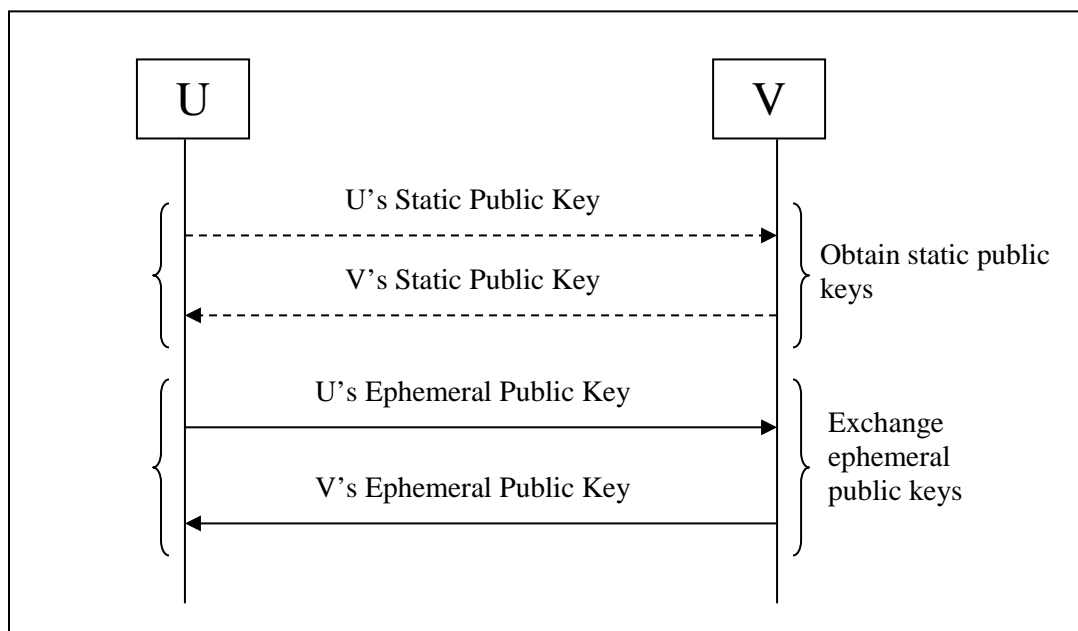 U
V
U’s Static Public Key
V’s Static Public Key
Obtain static public
keys
U’s Ephemeral Public Key
V’s Ephemeral Public Key
Exchange
ephemeral
public keys